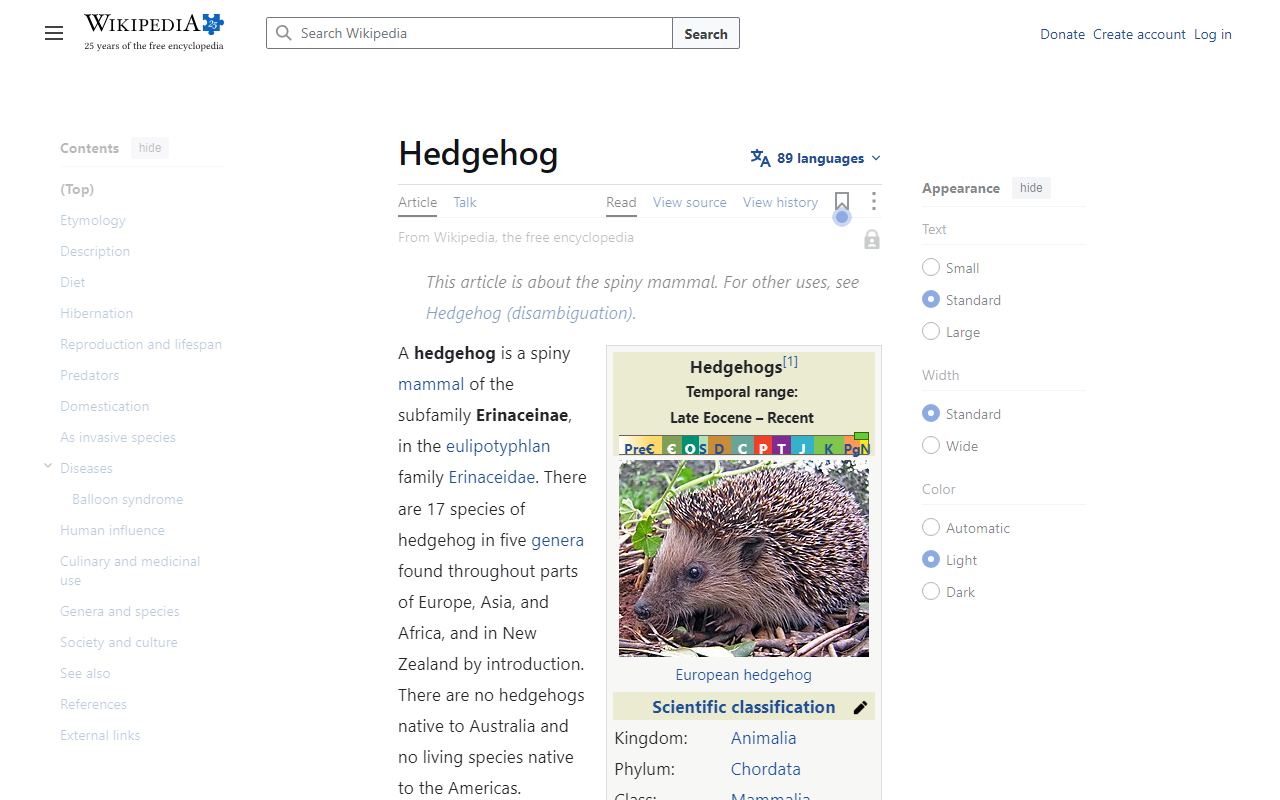 WIKIPEDIA 25
25 years of the free encyclopedia
Search Wikipedia
Search
Donate Create account Log in
Contents hide
(Top)
Etymology
Description
Diet
Hibernation
Reproduction and lifespan
Predators
Domestication
As invasive species
Diseases
Balloon syndrome
Human influence
Culinary and medicinal
use
Genera and species
Society and culture
See also
References
External links
Hedgehog
89 languages
Article Talk Read View source View history
From Wikipedia, the free encyclopedia
This article is about the spiny mammal. For other uses, see
Hedgehog (disambiguation).
A hedgehog is a spiny
mammal of the
subfamily Erinaceinae,
in the eulipotyphlan
family Erinaceidae. There
are 17 species of
hedgehog in five genera
found throughout parts
of Europe, Asia, and
Africa, and in New
Zealand by introduction.
There are no hedgehogs
native to Australia and
no living species native
to the Americas.
Hedgehogs[1]
Temporal range:
Late Eocene – Recent
PreꞒ Ꞓ O S D C P T J K Pg N
European hedgehog
Scientific classification
Kingdom: Animalia
Phylum: Chordata
Class: Mammalia
Appearance hide
Text
Small
Standard
Large
Width
Standard
Wide
Color
Automatic
Light
Dark